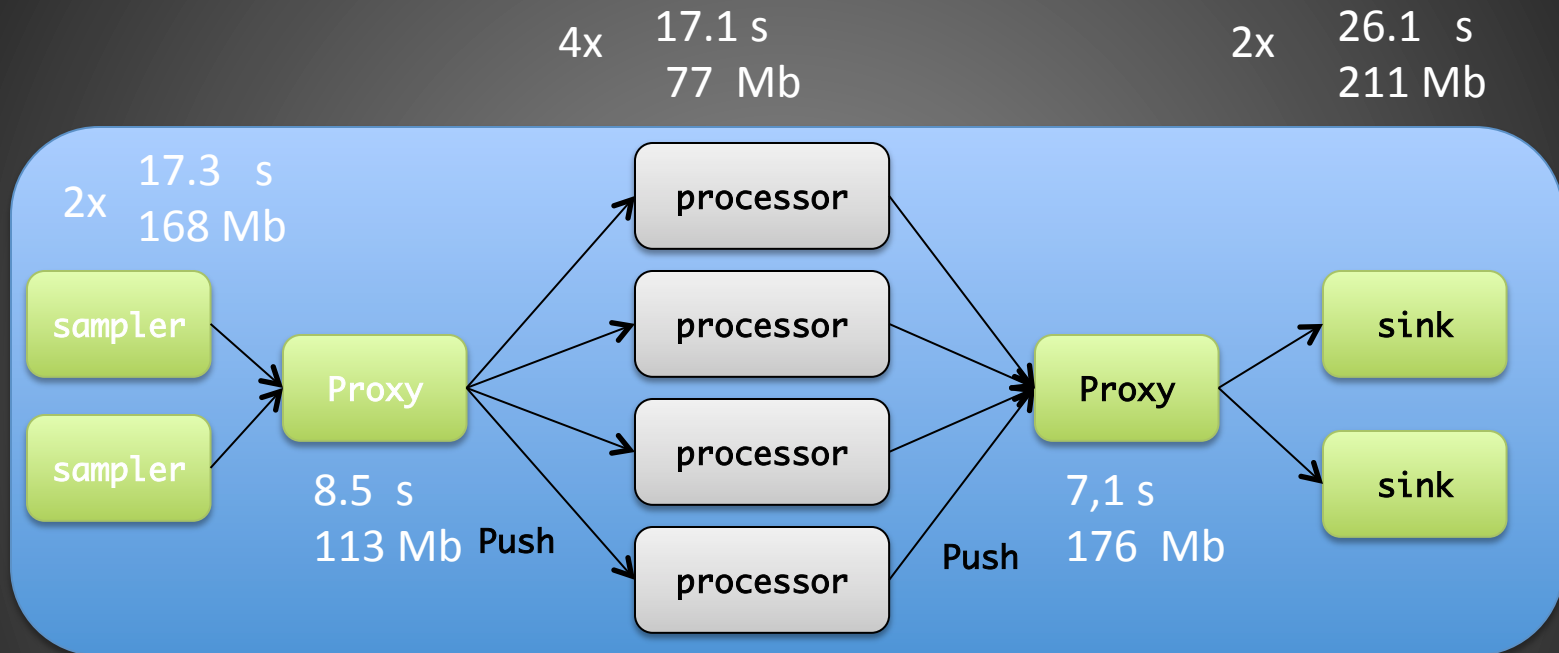 4x 17.1 s
77 Mb
2x 26.1 s
211 Mb
2x 17.3 s
168 Mb
sampler
sampler
Proxy
8.5 s
113 Mb
Push
processor
processor
processor
processor
Push
Proxy
7,1 s
176 Mb
sink
sink